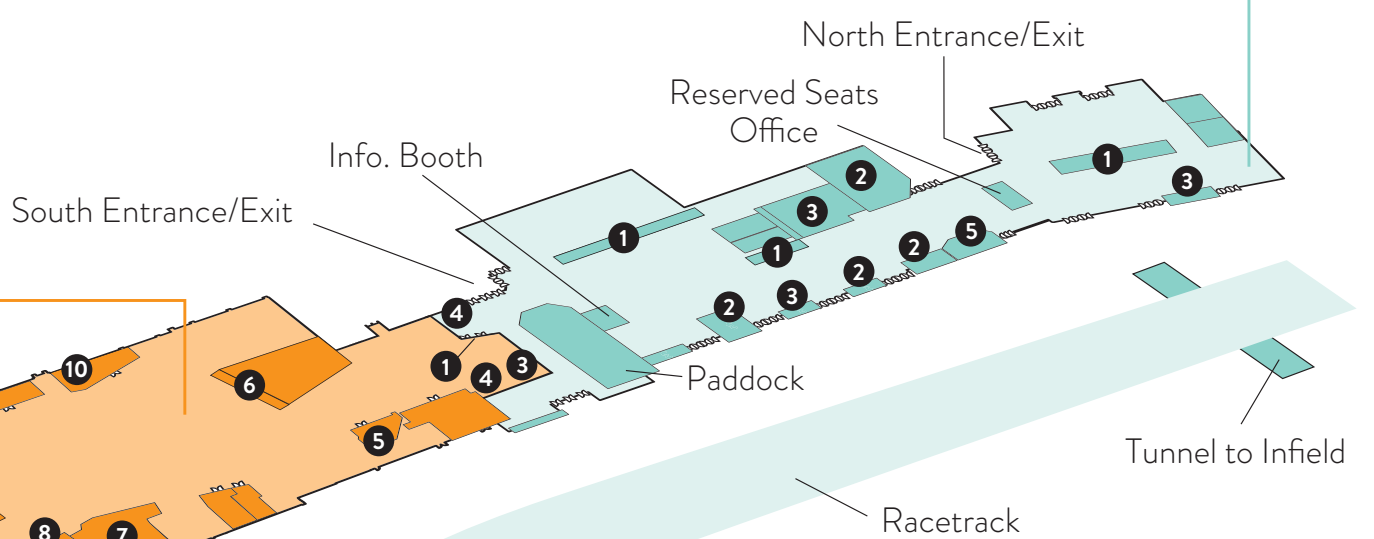 North Entrance/Exit
Reserved Seats
Office
Info. Booth
South Entrance/Exit
1
2
3
3
1
1
5
2
2
3
2
4
10
6
1
4
3
5
8
7
Paddock
Tunnel to Infield
Racetrack